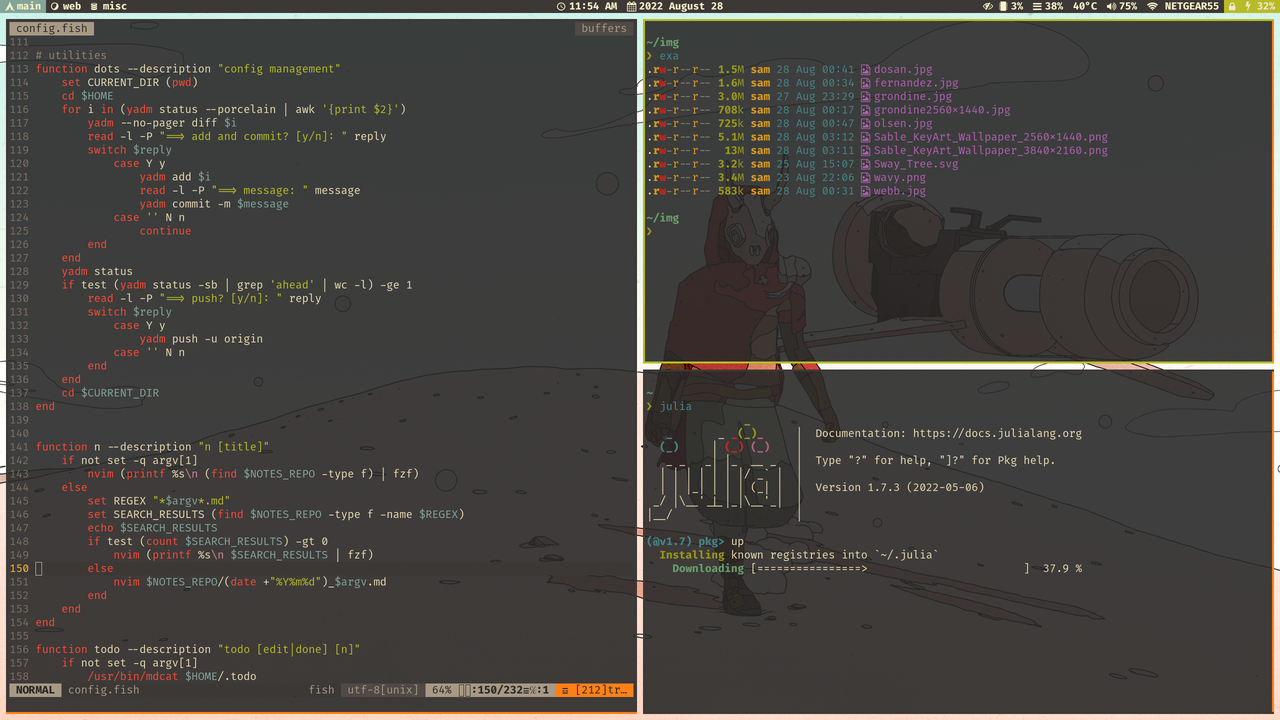 main web misc 11:54 AM 2022 August 28 3% 38% 40°C 75% NETGEAR55 32%
config.fish buffers
111
112 # utilities
113 function dots --description "config management"
114     set CURRENT_DIR (pwd)
115     cd $HOME
116     for i in (yadm status --porcelain | awk '{print $2}')
117         yadm --no-pager diff $i
118         read -l -P "==> add and commit? [y/n]: " reply
119         switch $reply
120             case Y y
121                 yadm add $i
122                 read -l -P "==> message: " message
123                 yadm commit -m $message
124             case '' N n
125                 continue
126         end
127     end
128     yadm status
129     if test (yadm status -sb | grep 'ahead' | wc -l) -ge 1
130         read -l -P "==> push? [y/n]: " reply
131         switch $reply
132             case Y y
133                 yadm push -u origin
134             case '' N n
135         end
136     end
137     cd $CURRENT_DIR
138 end
139
140
141 function n --description "n [title]"
142     if not set -q argv[1]
143         nvim (printf %s\n (find $NOTES_REPO -type f) | fzf)
144     else
145         set REGEX "*$argv*.md"
146         set SEARCH_RESULTS (find $NOTES_REPO -type f -name $REGEX)
147         echo $SEARCH_RESULTS
148         if test (count $SEARCH_RESULTS) -gt 0
149             nvim (printf %s\n $SEARCH_RESULTS | fzf)
150         else
151             nvim $NOTES_REPO/(date +"%Y%m%d")_$argv.md
152         end
153     end
154 end
155
156 function todo --description "todo [edit|done] [n]"
157     if not set -q argv[1]
158         /usr/bin/mdcat $HOME/.todo
NORMAL config.fish fish utf-8[unix] 64% :150/232≡:1 [212]tr…
~/img
❯ exa
.rw-r--r-- 1.5M sam 28 Aug 00:41 dosan.jpg
.rw-r--r-- 1.6M sam 28 Aug 00:34 fernandez.jpg
.rw-r--r-- 3.0M sam 27 Aug 23:29 grondine.jpg
.rw-r--r-- 708k sam 28 Aug 00:17 grondine2560×1440.jpg
.rw-r--r-- 725k sam 28 Aug 00:47 olsen.jpg
.rw-r--r-- 5.1M sam 28 Aug 03:12 Sable_KeyArt_Wallpaper_2560×1440.png
.rw-r--r-- 13M sam 28 Aug 03:11 Sable_KeyArt_Wallpaper_3840×2160.png
.rw-r--r-- 3.2k sam 25 Aug 15:07 Sway_Tree.svg
.rw-r--r-- 3.4M sam 23 Aug 22:06 wavy.png
.rw-r--r-- 583k sam 28 Aug 00:31 webb.jpg
~/img
❯
~
❯ julia
julia
Documentation: https://docs.julialang.org
Type "?" for help, "]?" for Pkg help.
Version 1.7.3 (2022-05-06)
(@v1.7) pkg> up
Installing known registries into `~/.julia`
Downloading [================>                    ] 37.9 %